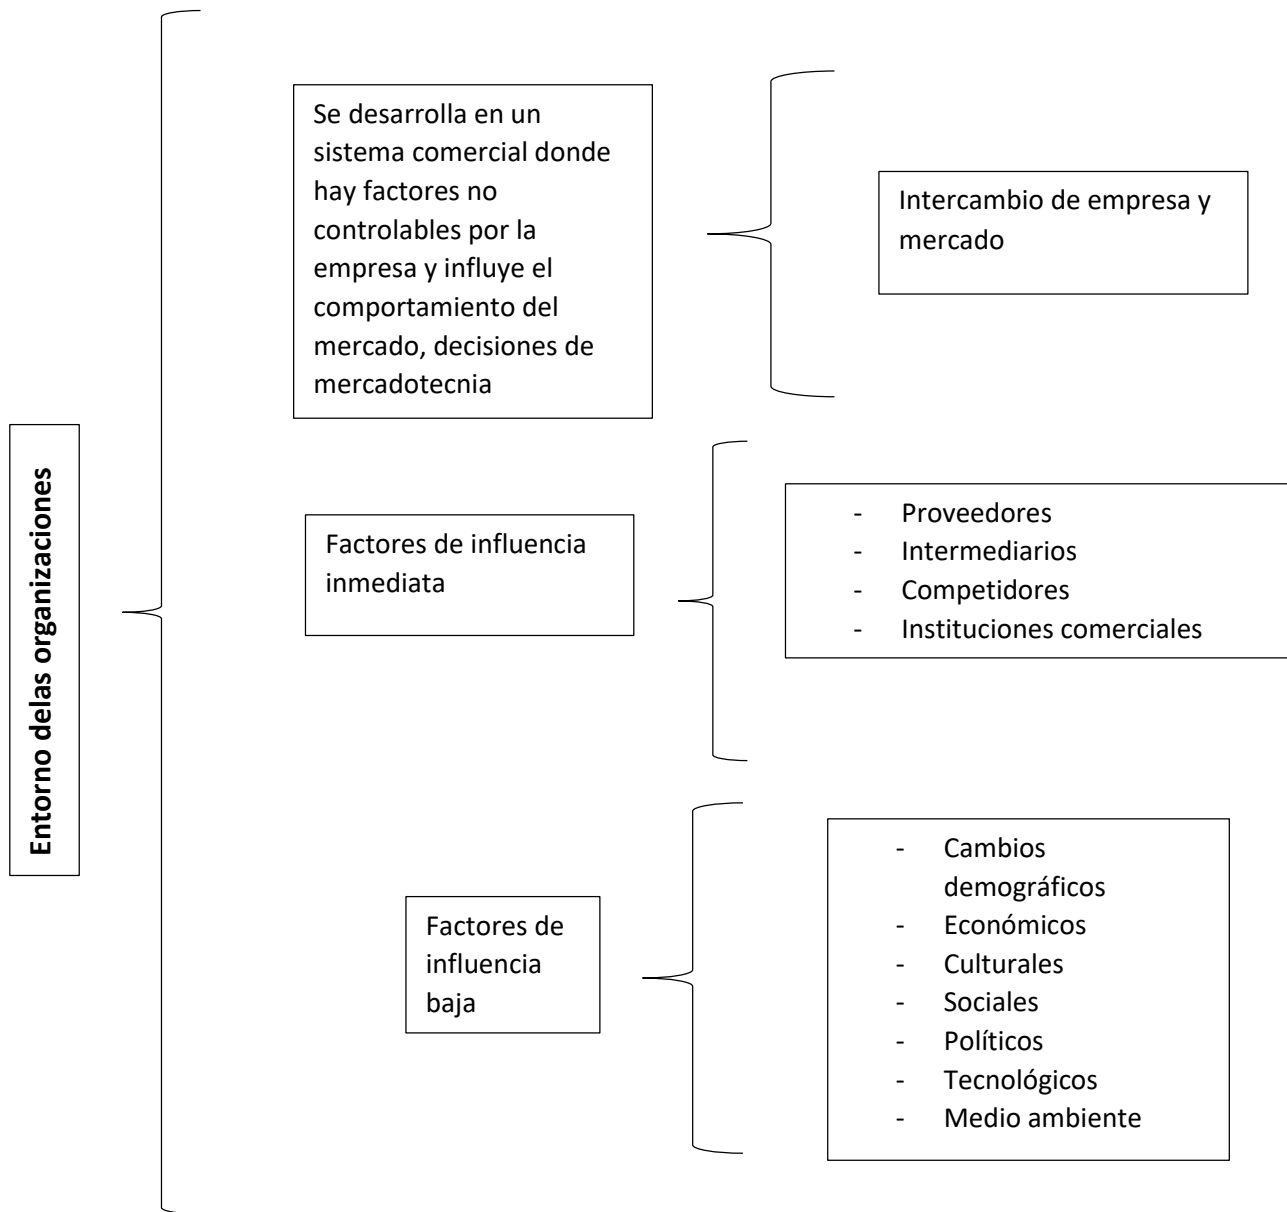 Entorno delas organizaciones
Se desarrolla en un
sistema comercial donde
hay factores no
controlables por la
empresa y influye el
comportamiento del
mercado, decisiones de
mercadotecnia
Intercambio de empresa y
mercado
Factores de influencia
inmediata
- Proveedores
- Intermediarios
- Competidores
- Instituciones comerciales
Factores de
influencia
baja
- Cambios
demográficos
- Económicos
- Culturales
- Sociales
- Políticos
- Tecnológicos
- Medio ambiente